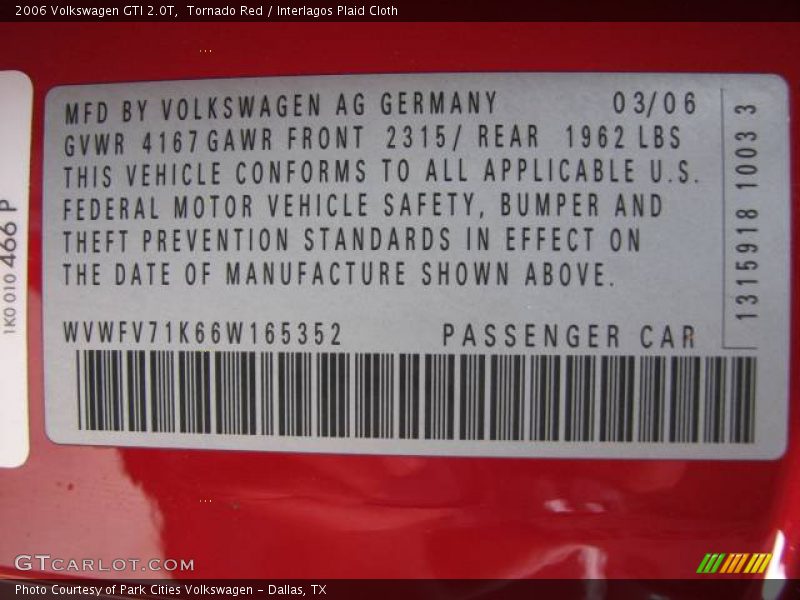 2006 Volkswagen GTI 2.0T,  Tornado Red / Interlagos Plaid Cloth
MFD BY VOLKSWAGEN AG GERMANY 03/06
GVWR 4167 GAWR FRONT 2315/ REAR 1962 LBS
THIS VEHICLE CONFORMS TO ALL APPLICABLE U.S.
FEDERAL MOTOR VEHICLE SAFETY, BUMPER AND
THEFT PREVENTION STANDARDS IN EFFECT ON
THE DATE OF MANUFACTURE SHOWN ABOVE.
WVWFV71K66W165352 PASSENGER CAR
1315918 1003 3
1K0 010 466 P
GTCARLOT.COM
Photo Courtesy of Park Cities Volkswagen - Dallas, TX